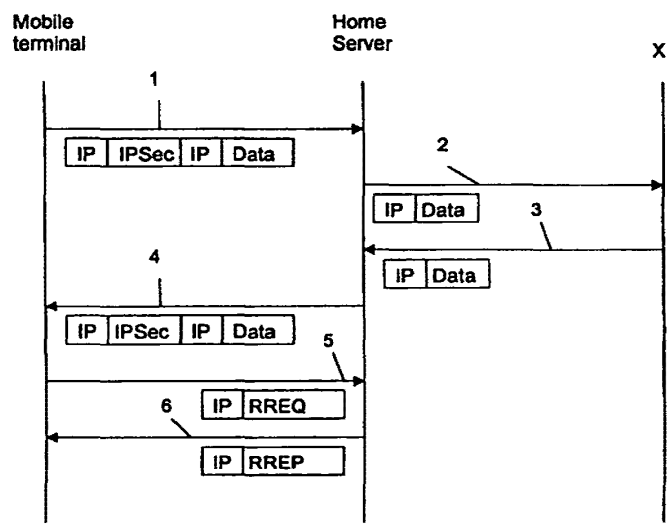 Mobile
terminal
Home
Server
X
1
IP IPSec IP Data
2
IP Data
3
IP Data
4
IP IPSec IP Data
5
IP RREQ
6
IP RREP